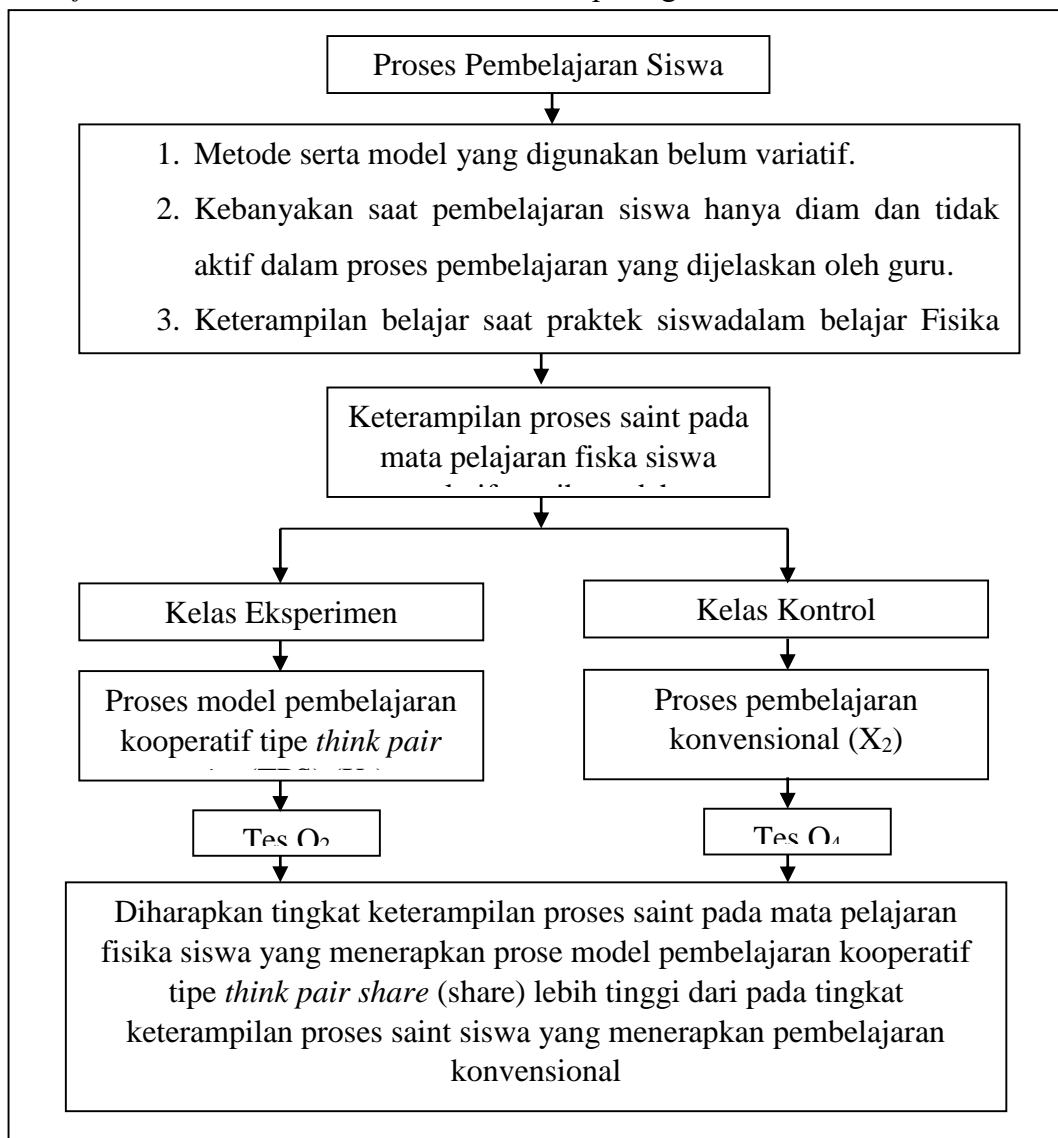 Proses Pembelajaran Siswa
1. Metode serta model yang digunakan belum variatif.
2. Kebanyakan saat pembelajaran siswa hanya diam dan tidak
aktif dalam proses pembelajaran yang dijelaskan oleh guru.
3. Keterampilan belajar saat praktek siswadalam belajar Fisika
Keterampilan proses saint pada
mata pelajaran fiska siswa
Kelas Eksperimen
Kelas Kontrol
Proses model pembelajaran
kooperatif tipe think pair
Proses pembelajaran
konvensional (X₂)
Tes O₂
Tes O₄
Diharapkan tingkat keterampilan proses saint pada mata pelajaran
fisika siswa yang menerapkan prose model pembelajaran kooperatif
tipe think pair share (share) lebih tinggi dari pada tingkat
keterampilan proses saint siswa yang menerapkan pembelajaran
konvensional